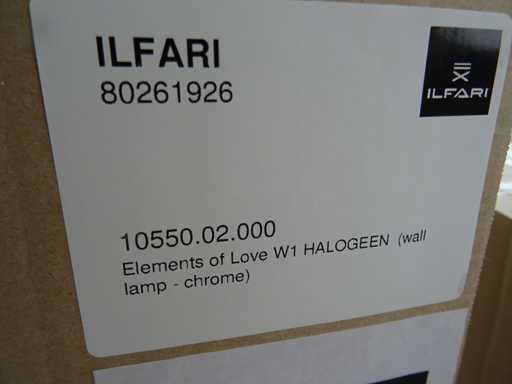 ILFARI
80261926
ILFARI
10550.02.000
Elements of Love W1 HALOGEEN (wall
lamp - chrome)